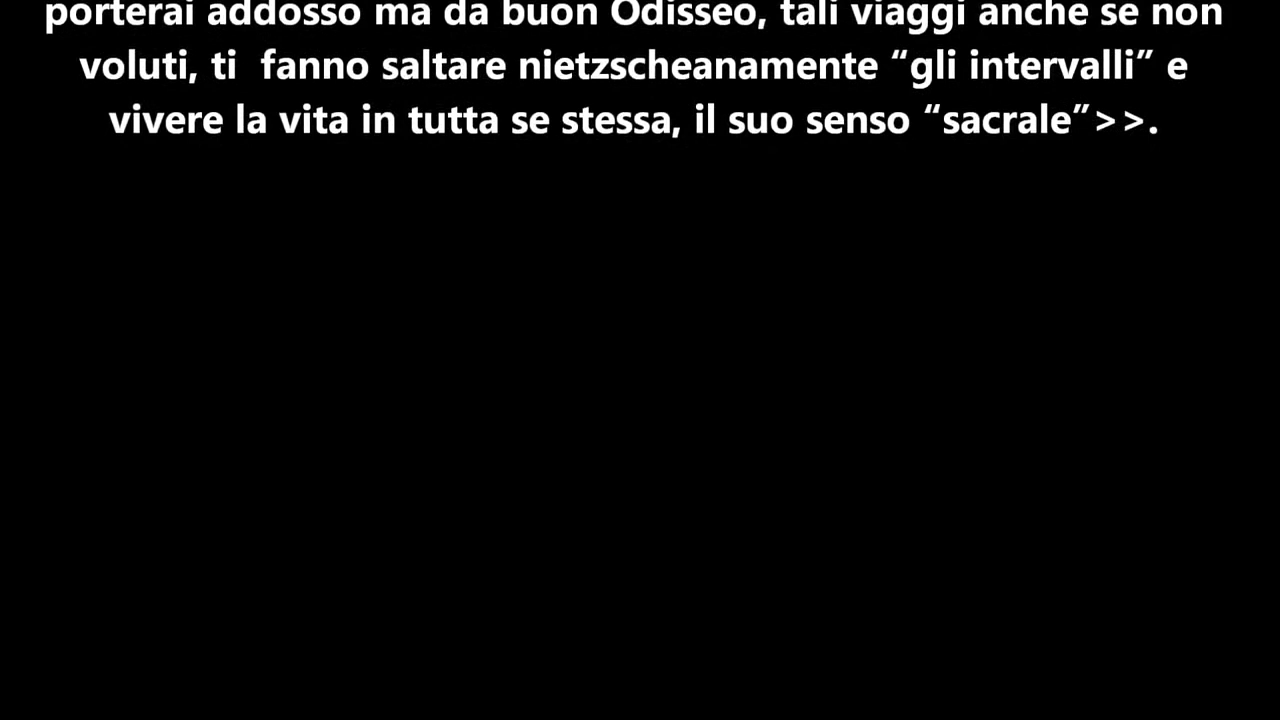 porterai addosso ma da buon Odisseo, tali viaggi anche se non
voluti, ti  fanno saltare nietzscheanamente “gli intervalli” e
vivere la vita in tutta se stessa, il suo senso “sacrale”>>.